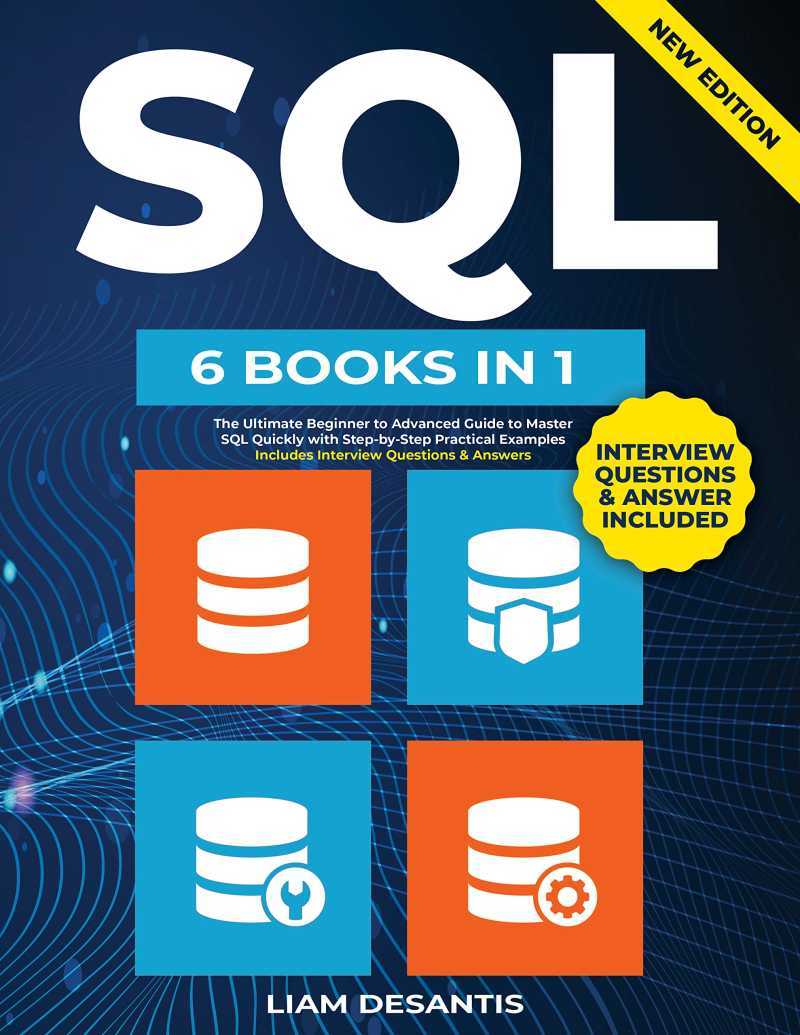 NEW EDITION
SQL
6 BOOKS IN 1
The Ultimate Beginner to Advanced Guide to Master
SQL Quickly with Step-by-Step Practical Examples
Includes Interview Questions & Answers
INTERVIEW
QUESTIONS
& ANSWER
INCLUDED
LIAM DESANTIS